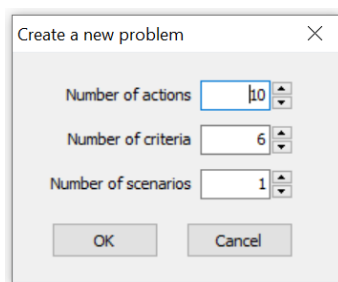 Create a new problem
Number of actions 10
Number of criteria 6
Number of scenarios 1
OK Cancel